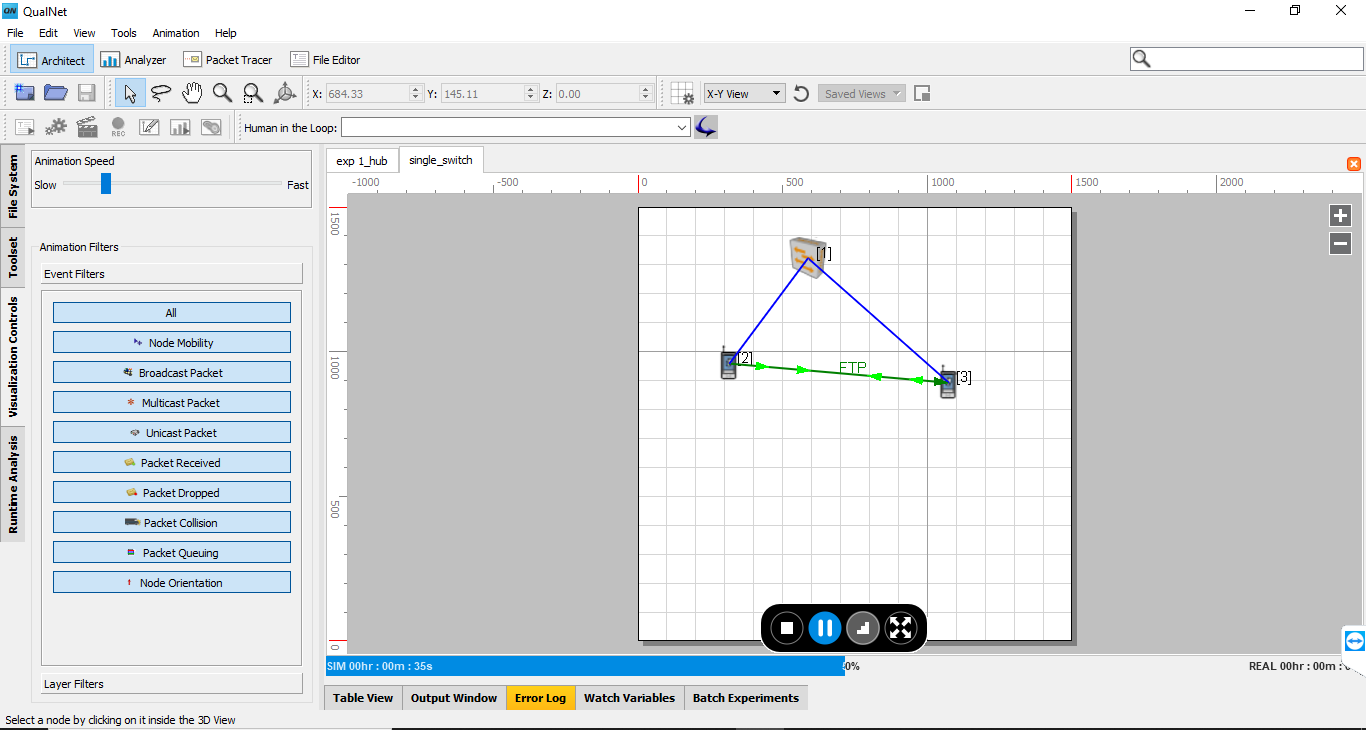 QualNet
File Edit View Tools Animation Help
Architect Analyzer Packet Tracer File Editor
X: 684.33 Y: 145.11 Z: 0.00 X-Y View Saved Views
REC
Human in the Loop:
File System
Toolset
Visualization Controls
Runtime Analysis
Animation Speed
Slow Fast
Animation Filters
Event Filters
All
Node Mobility
Broadcast Packet
Multicast Packet
Unicast Packet
Packet Received
Packet Dropped
Packet Collision
Packet Queuing
Node Orientation
Layer Filters
exp 1_hub single_switch
-1000 -500 0 500 1000 1500 2000
1500
1000
500
0
[1]
[2]
FTP
[3]
SIM 00hr : 00m : 35s 0% REAL 00hr : 00m :
Table View Output Window Error Log Watch Variables Batch Experiments
Select a node by clicking on it inside the 3D View